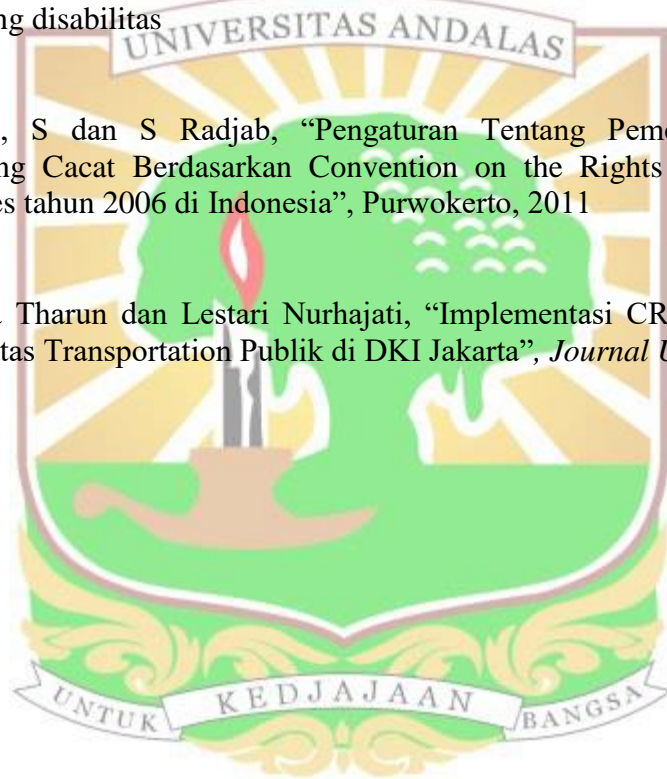 ng disabilitas
UNIVERSITAS ANDALAS
, S dan S Radjab, “Pengaturan Tentang Peme
ng Cacat Berdasarkan Convention on the Rights
es tahun 2006 di Indonesia”, Purwokerto, 2011
Tharun dan Lestari Nurhajati, “Implementasi CR
tas Transportation Publik di DKI Jakarta”, Journal U
UNTUK KEDJAJAAN BANGSA